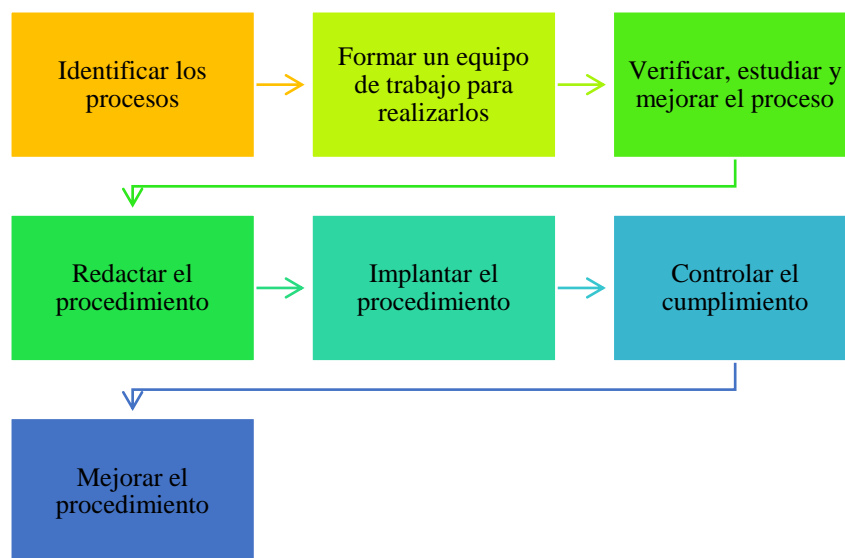 Identificar los
procesos
Formar un equipo
de trabajo para
realizarlos
Verificar, estudiar y
mejorar el proceso
Redactar el
procedimiento
Implantar el
procedimiento
Controlar el
cumplimiento
Mejorar el
procedimiento